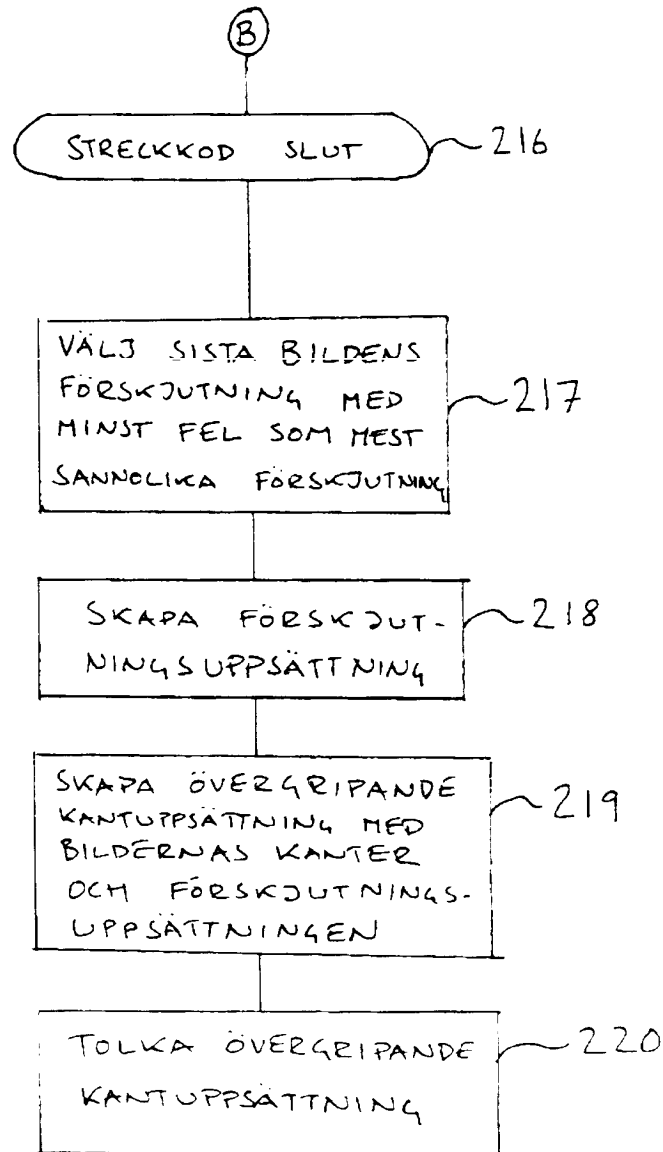 B
STRECKKOD SLUT 216
VÄLJ SISTA BILDENS
FÖRSKJUTNING MED 217
MINST FEL SOM MEST
SANNOLIKA FÖRSKJUTNING
SKAPA FÖRSKJUT- 218
NINGSUPPSÄTTNING
SKAPA ÖVERGRIPANDE
KANTUPPSÄTTNING MED 219
BILDERNAS KANTER
OCH FÖRSKJUTNINGS-
UPPSÄTTNINGEN
TOLKA ÖVERGRIPANDE 220
KANTUPPSÄTTNING